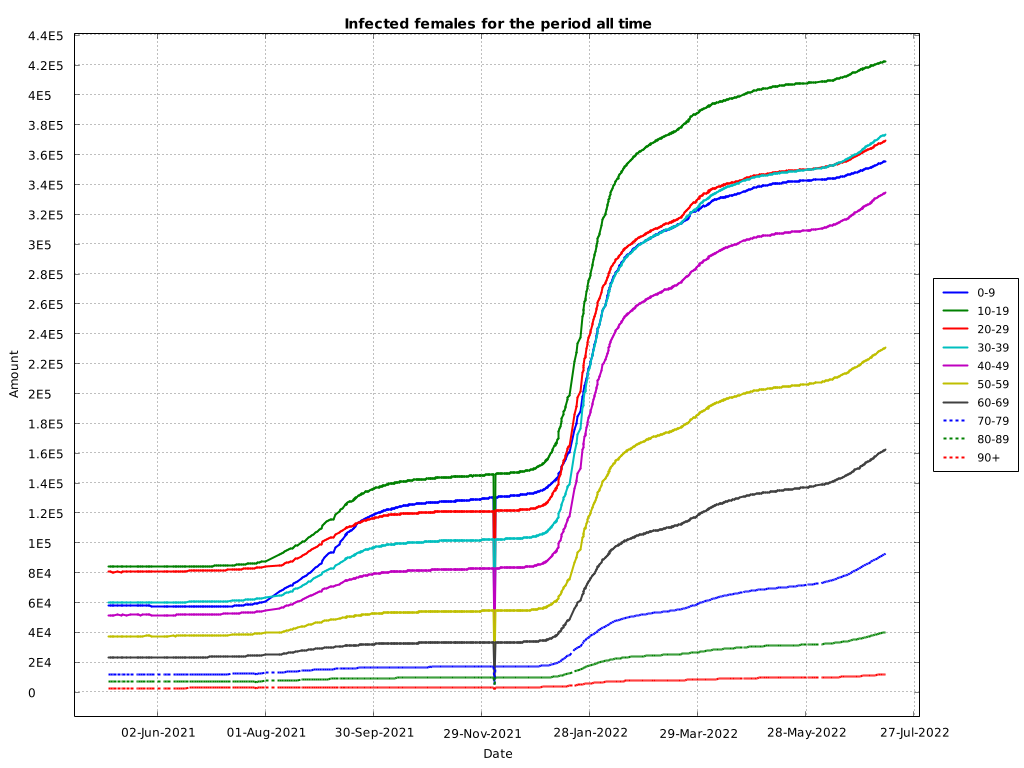 Infected females for the period all time
4.4E5
4.2E5
4E5
3.8E5
3.6E5
3.4E5
3.2E5
3E5
2.8E5
2.6E5
2.4E5
2.2E5
2E5
1.8E5
1.6E5
1.4E5
1.2E5
1E5
8E4
6E4
4E4
2E4
0
Amount
02-Jun-2021 01-Aug-2021 30-Sep-2021 29-Nov-2021 28-Jan-2022 29-Mar-2022 28-May-2022 27-Jul-2022
Date
0-9
10-19
20-29
30-39
40-49
50-59
60-69
70-79
80-89
90+